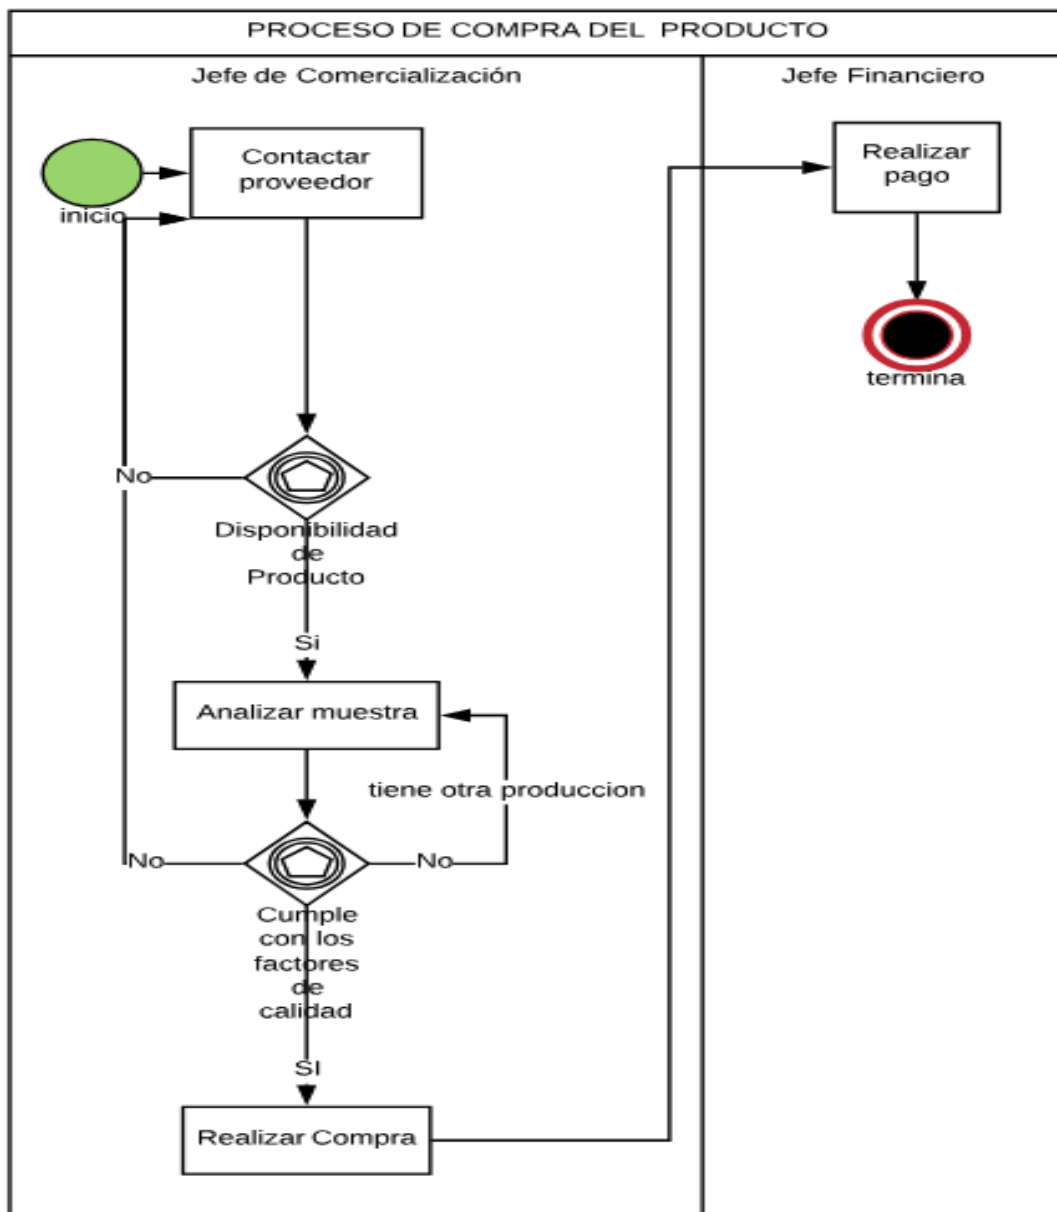 PROCESO DE COMPRA DEL PRODUCTO
Jefe de Comercialización
Jefe Financiero
Contactar
proveedor
inicio
Realizar
pago
termina
No
Disponibilidad
de
Producto
Si
Analizar muestra
tiene otra produccion
No
No
Cumple
con los
factores
de
calidad
SI
Realizar Compra